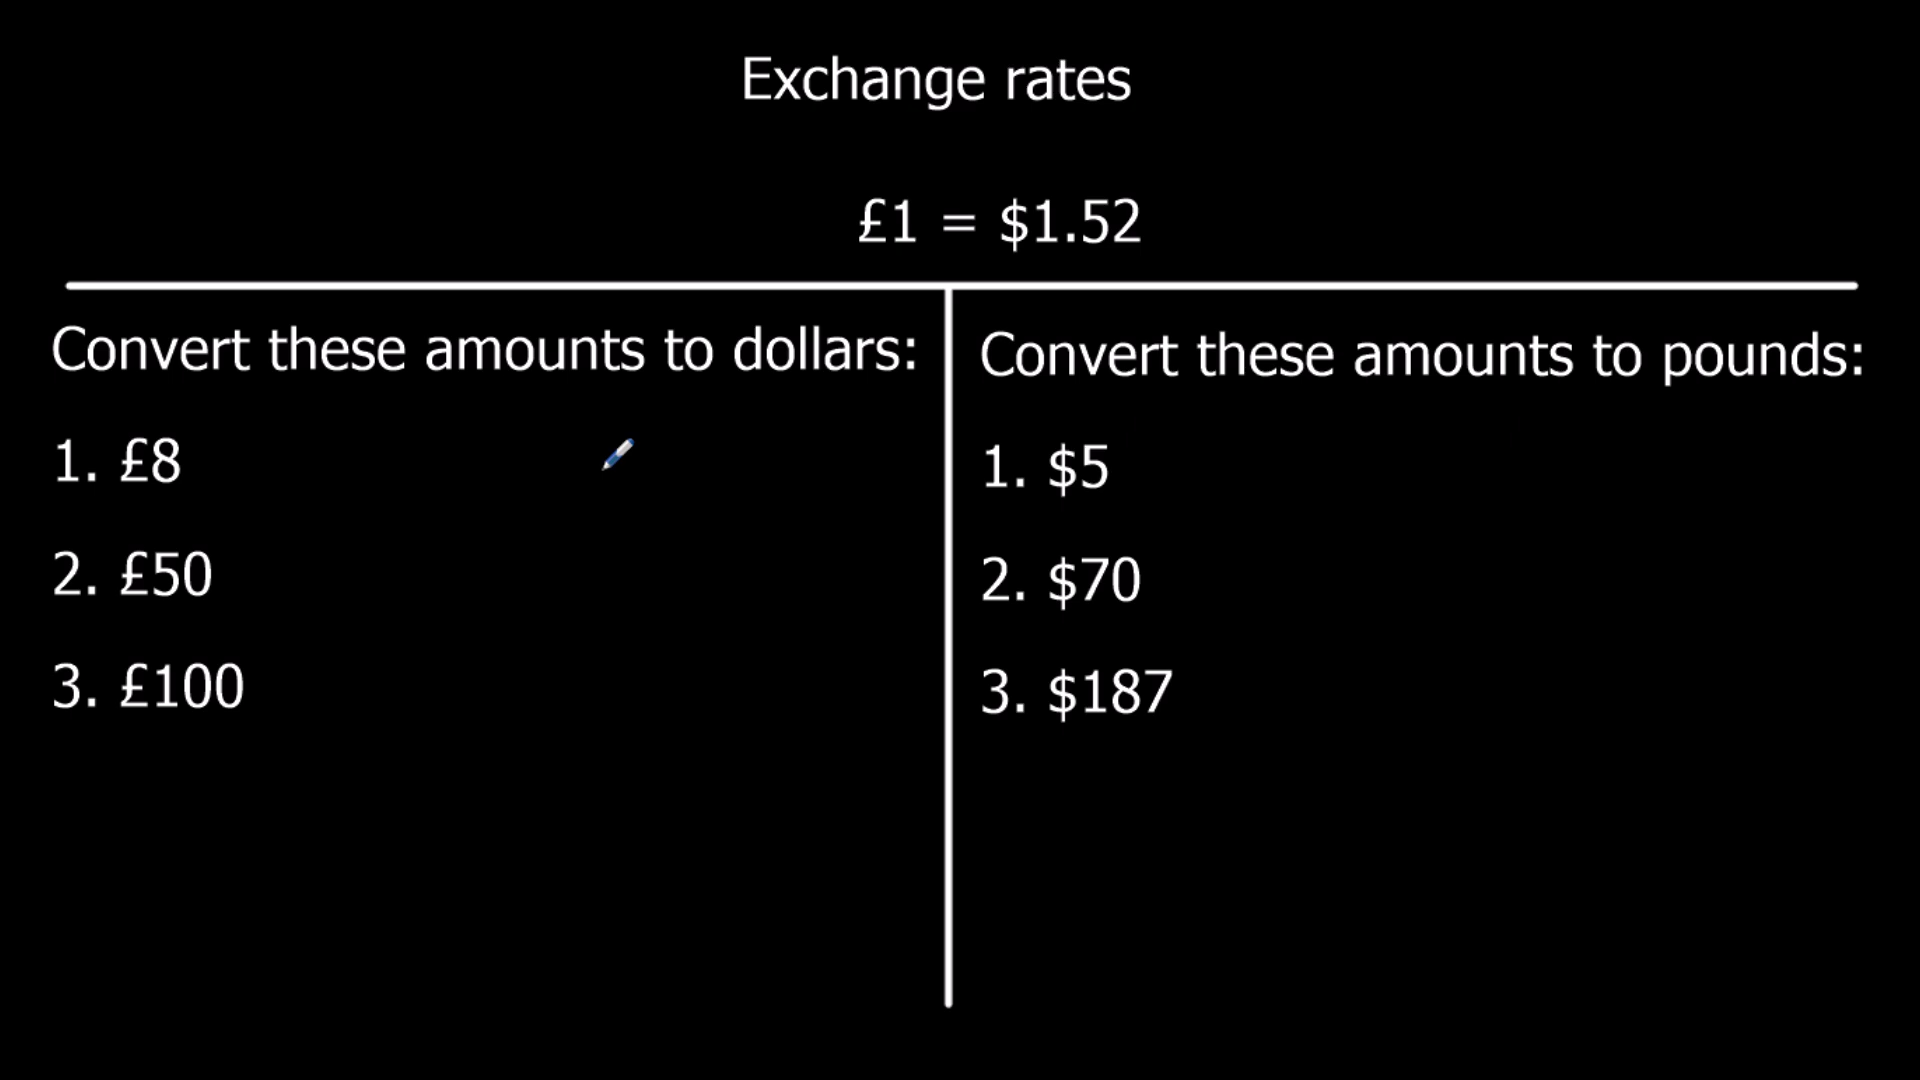 Exchange rates
£1 = $1.52
Convert these amounts to dollars:
1. £8
2. £50
3. £100
Convert these amounts to pounds:
1. $5
2. $70
3. $187